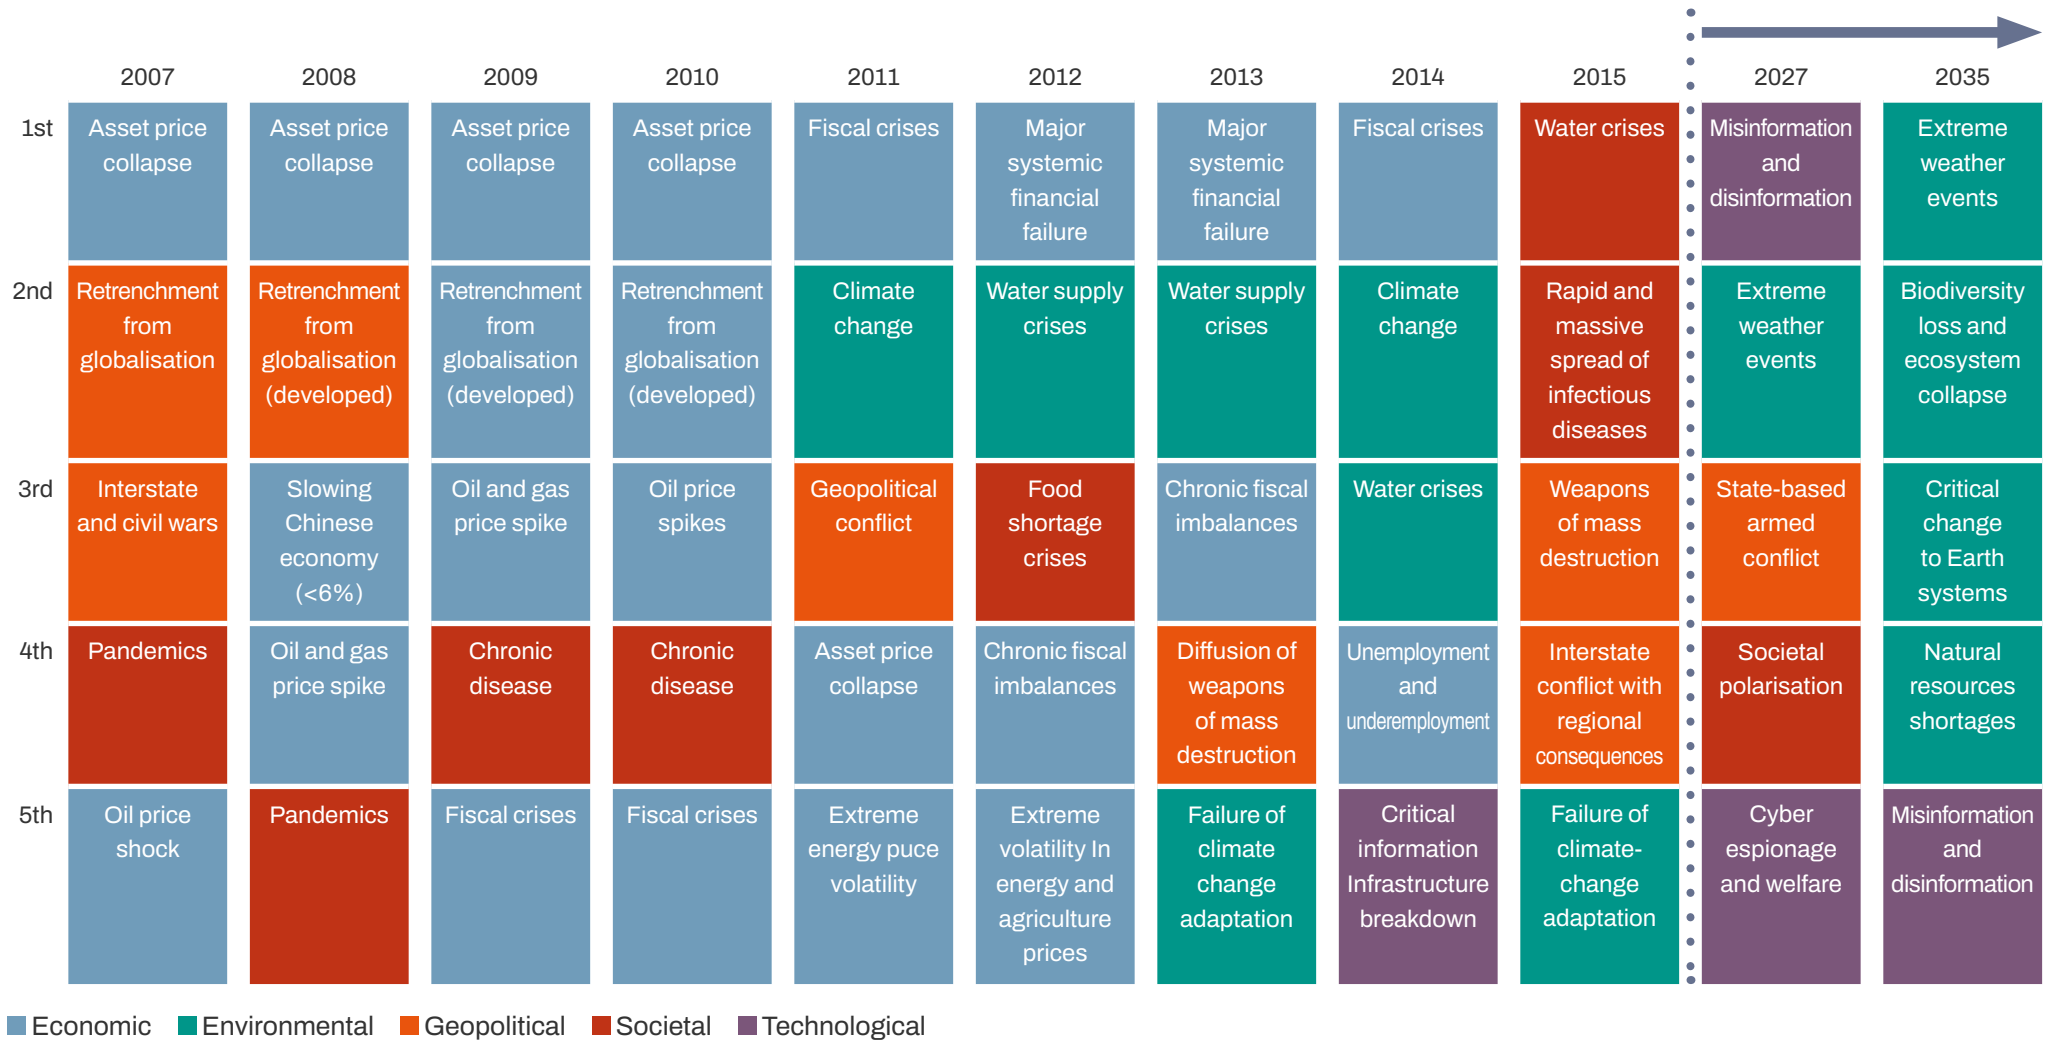 2007 2008 2009 2010 2011 2012 2013 2014 2015 2027 2035
1st
Asset price
collapse
Asset price
collapse
Asset price
collapse
Asset price
collapse
Fiscal crises
Major
systemic
financial
failure
Major
systemic
financial
failure
Fiscal crises
Water crises
Misinformation
and
disinformation
Extreme
weather
events
2nd
Retrenchment
from
globalisation
Retrenchment
from
globalisation
(developed)
Retrenchment
from
globalisation
(developed)
Retrenchment
from
globalisation
(developed)
Climate
change
Water supply
crises
Water supply
crises
Climate
change
Rapid and
massive
spread of
infectious
diseases
Extreme
weather
events
Biodiversity
loss and
ecosystem
collapse
3rd
Interstate
and civil wars
Slowing
Chinese
economy
(<6%)
Oil and gas
price spike
Oil price
spikes
Geopolitical
conflict
Food
shortage
crises
Chronic fiscal
imbalances
Water crises
Weapons
of mass
destruction
State-based
armed
conflict
Critical
change
to Earth
systems
4th
Pandemics
Oil and gas
price spike
Chronic
disease
Chronic
disease
Asset price
collapse
Chronic fiscal
imbalances
Diffusion of
weapons
of mass
destruction
Unemployment
and
underemployment
Interstate
conflict with
regional
consequences
Societal
polarisation
Natural
resources
shortages
5th
Oil price
shock
Pandemics
Fiscal crises
Fiscal crises
Extreme
energy puce
volatility
Extreme
volatility In
energy and
agriculture
prices
Failure of
climate
change
adaptation
Critical
information
Infrastructure
breakdown
Failure of
climate-
change
adaptation
Cyber
espionage
and welfare
Misinformation
and
disinformation
Economic Environmental Geopolitical Societal Technological